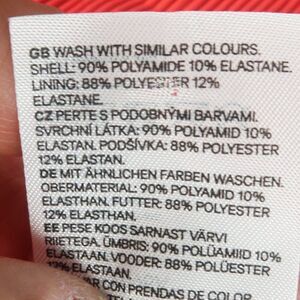 GB WASH WITH SIMILAR COLOURS.
SHELL: 90% POLYAMIDE 10% ELASTANE.
LINING: 88% POLYESTER 12%
ELASTANE.
CZ PERTE S PODOBNÝMI BARVAMI.
SVRCHNÍ LÁTKA: 90% POLYAMID 10%
ELASTAN. PODŠÍVKA: 88% POLYESTER
12% ELASTAN.
DE MIT ÄHNLICHEN FARBEN WASCHEN.
OBERMATERIAL: 90% POLYAMID 10%
ELASTHAN. FUTTER: 88% POLYESTER
12% ELASTHAN.
EE PESE KOOS SARNAST VÄRVI
RIIETEGA. ÜMBRIS: 90% POLÜAMIID 10%
ELASTAAN. VOODER: 88% POLÜESTER
12% ELASTAAN.
LAVAR CON PRENDAS DE COLOR